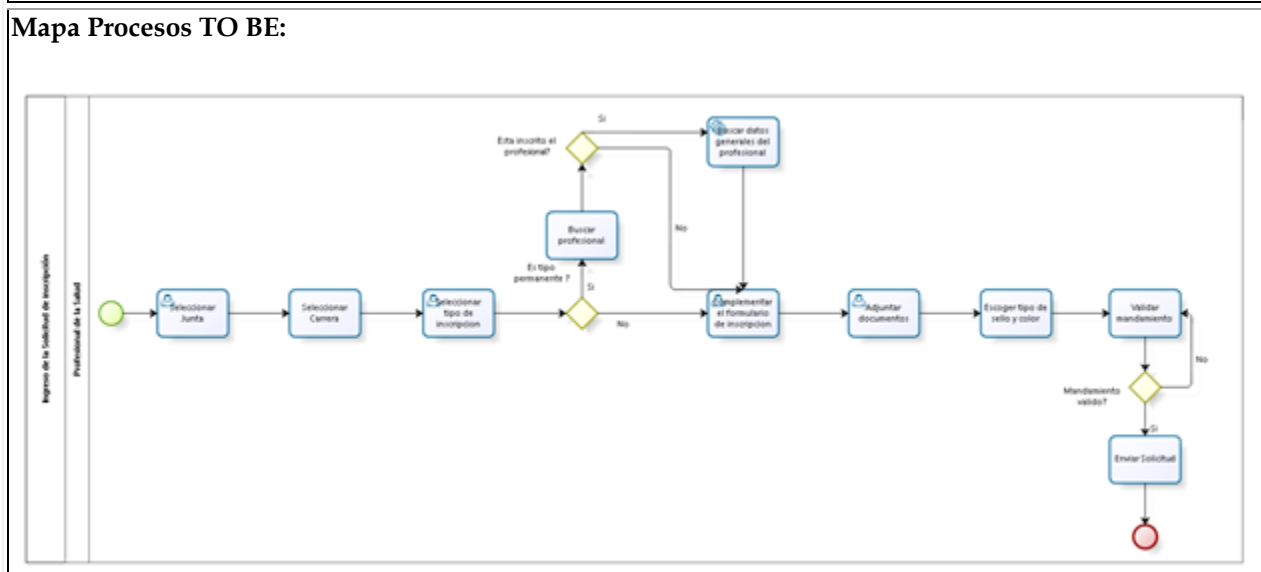 Mapa Procesos TO BE:
Ingreso de la Solicitud de inscripción
Profesional de la Salud
Seleccionar
Junta
Seleccionar
Carrera
Seleccionar
tipo de
inscripcion
Es tipo
permanente ?
Si
No
Buscar
profesional
Esta inscrito el
profesional?
Si
No
datos
generales del
profesional
Complementar
el formulario
de inscripcion
Adjuntar
documentos
Escoger tipo de
sello y color
Validar
mandamiento
Mandamiento
valido?
No
Si
Enviar Solicitud